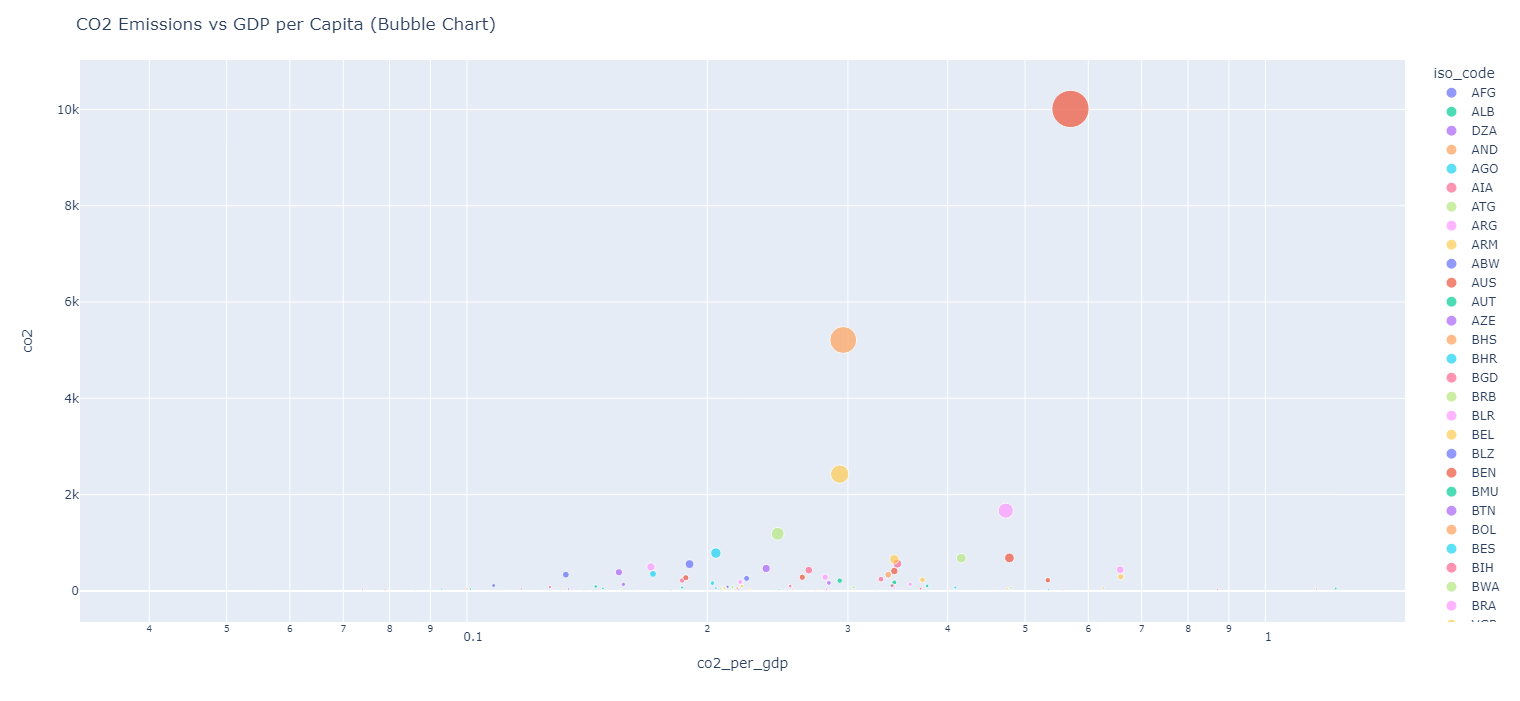 CO2 Emissions vs GDP per Capita (Bubble Chart)
iso_code
AFG
ALB
DZA
AND
AGO
AIA
ATG
ARG
ARM
ABW
AUS
AUT
AZE
BHS
BHR
BGD
BRB
BLR
BEL
BLZ
BEN
BMU
BTN
BOL
BES
BIH
BWA
BRA
co2
10k
8k
6k
4k
2k
0
4 5 6 7 8 9 0.1 2 3 4 5 6 7 8 9 1
co2_per_gdp